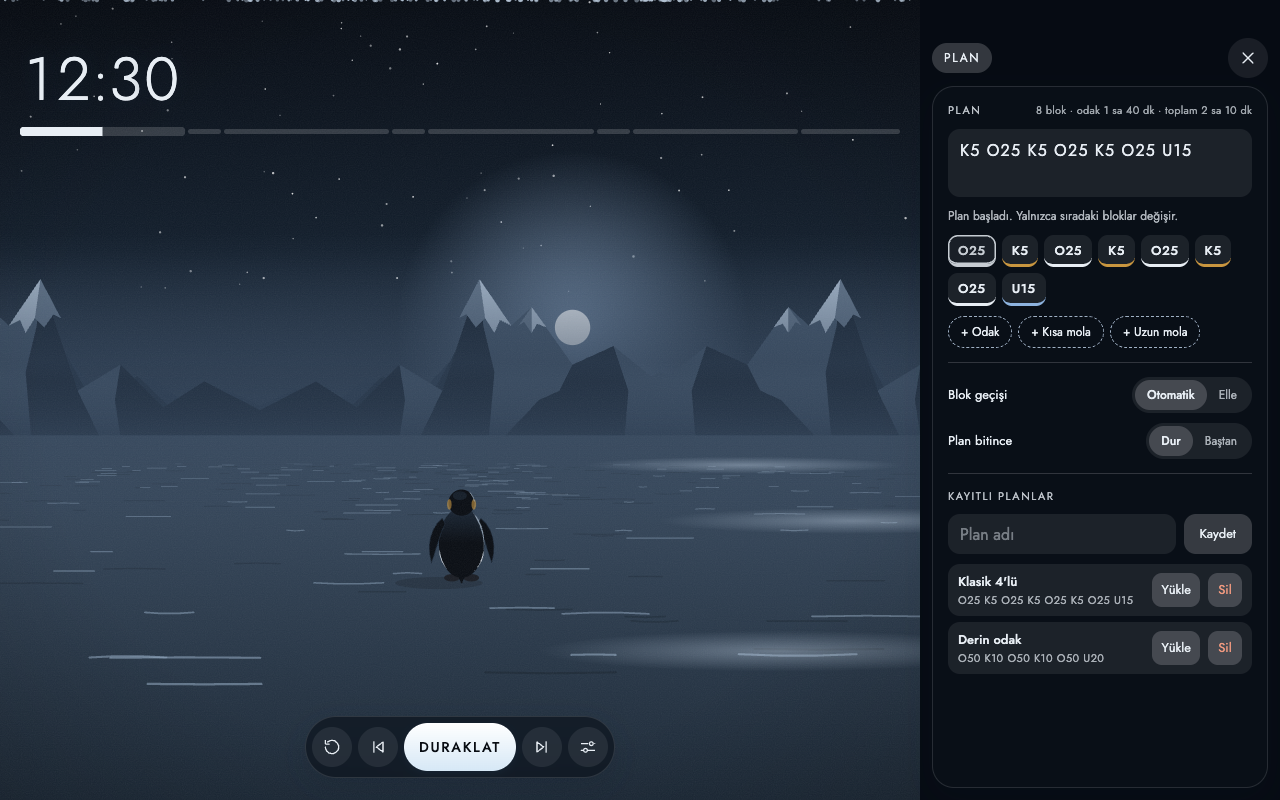 12:30
DURAKLAT
PLAN
PLAN 8 blok · odak 1 sa 40 dk · toplam 2 sa 10 dk
K5 O25 K5 O25 K5 O25 U15
Plan başladı. Yalnızca sıradaki bloklar değişir.
O25 K5 O25 K5 O25 K5
O25 U15
+ Odak + Kısa mola + Uzun mola
Blok geçişi Otomatik Elle
Plan bitince Dur Baştan
KAYITLI PLANLAR
Plan adı Kaydet
Klasik 4'lü
O25 K5 O25 K5 O25 K5 O25 U15
Yükle Sil
Derin odak
O50 K10 O50 K10 O50 U20
Yükle Sil